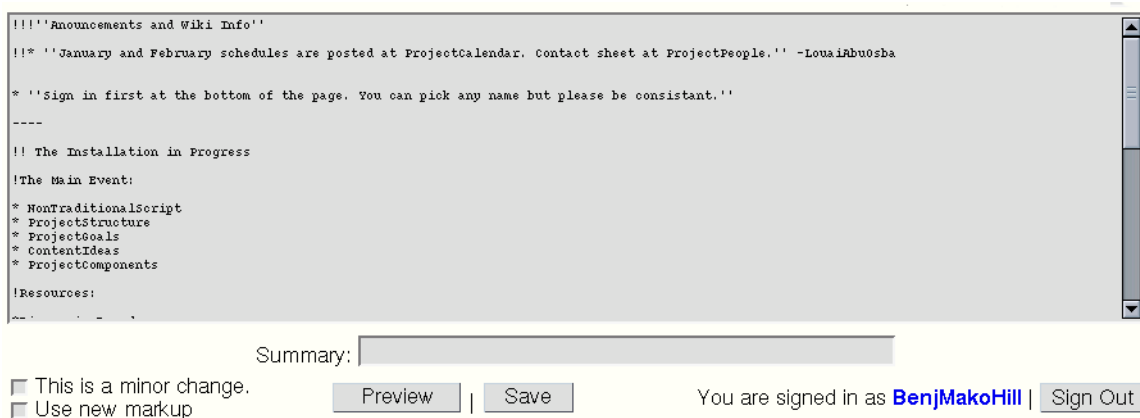 !!!''Anouncements and Wiki Info''
!!* ''January and February schedules are posted at ProjectCalendar. Contact sheet at ProjectPeople.'' -LouaiAbuOsba
* ''Sign in first at the bottom of the page. You can pick any name but please be consistant.''
----
!! The Installation in Progress
!The Main Event:
* NonTraditionalScript
* ProjectStructure
* ProjectGoals
* ContentIdeas
* ProjectComponents
!Resources:
Summary:
This is a minor change.
Use new markup
Preview | Save
You are signed in as BenjMakoHill | Sign Out